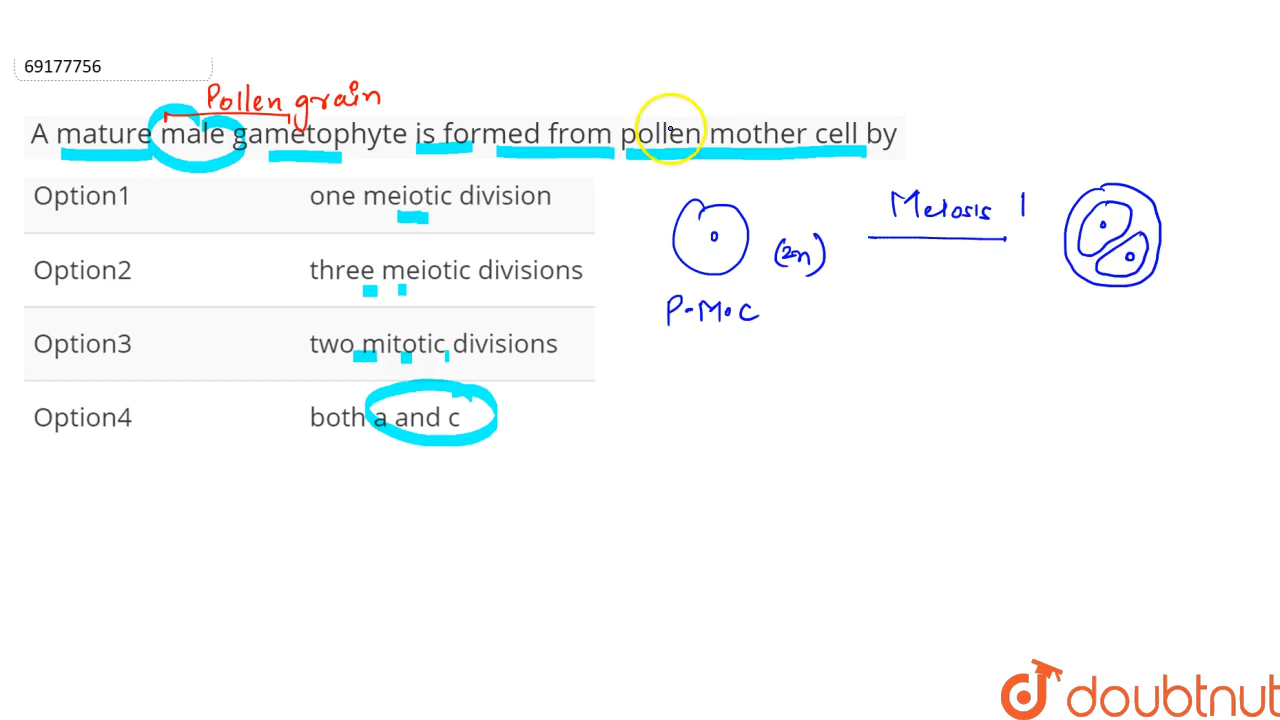 69177756
Pollen grain
A mature male gametophyte is formed from pollen mother cell by
Option1 one meiotic division
Option2 three meiotic divisions
Option3 two mitotic divisions
Option4 both a and c
Meiosis 1
(2n)
P.M.C
doubtnut